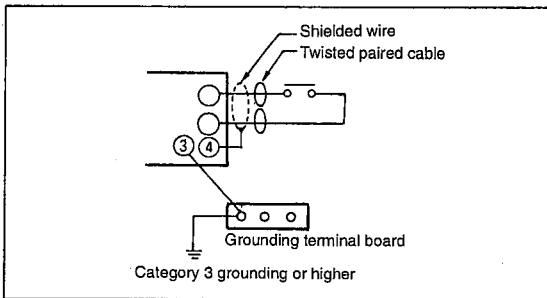 Shielded wire
Twisted paired cable
3 4
Grounding terminal board
Category 3 grounding or higher